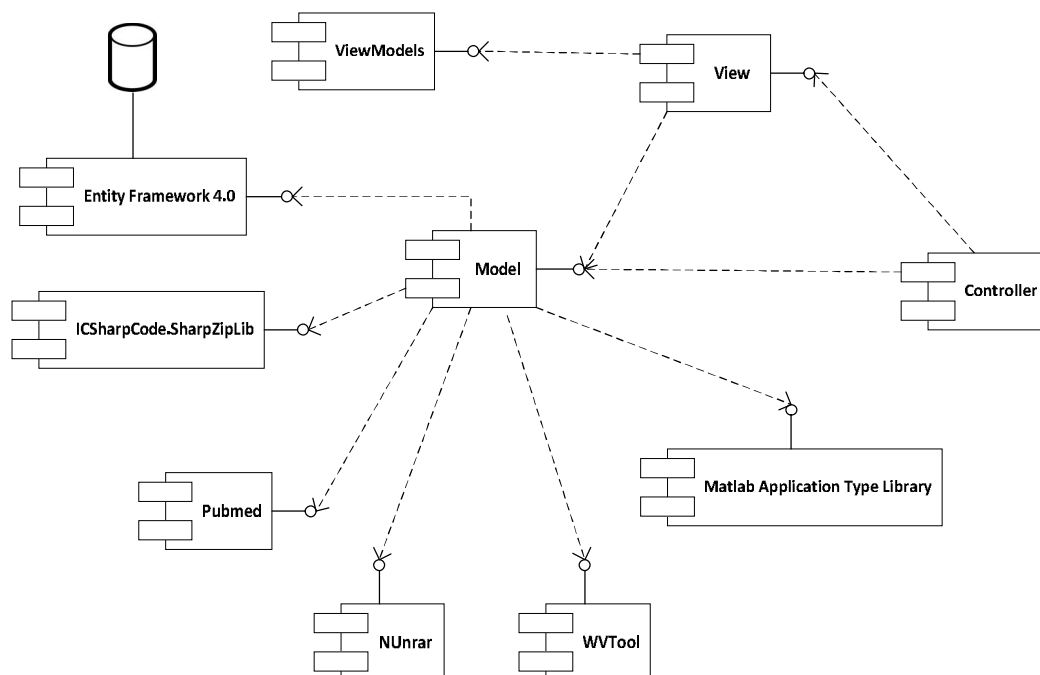 ViewModels
View
Entity Framework 4.0
Model
Controller
ICSharpCode.SharpZipLib
Matlab Application Type Library
Pubmed
NUnrar
WVTool